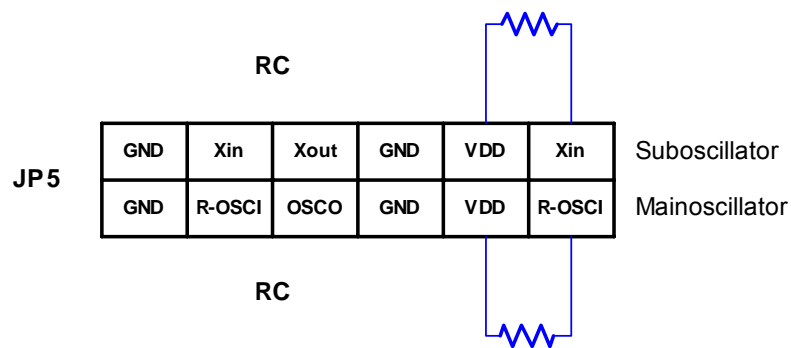 RC
GND Xin Xout GND VDD Xin Suboscillator
JP5
GND R-OSCI OSCO GND VDD R-OSCI Mainoscillator
RC